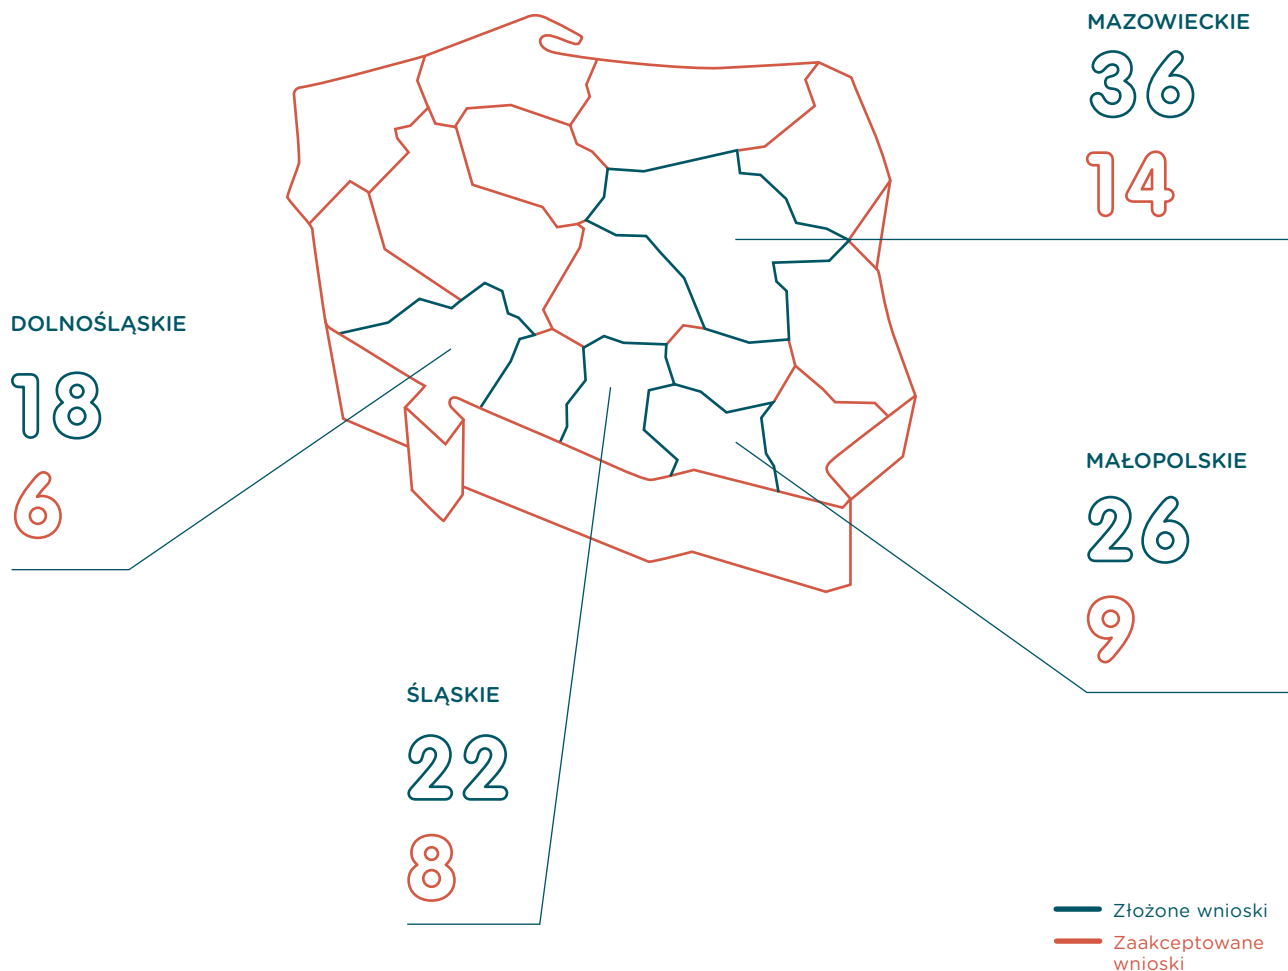 MAZOWIECKIE
36
14
DOLNOŚLĄSKIE
18
6
MAŁOPOLSKIE
26
9
ŚLĄSKIE
22
8
Złożone wnioski
Zaakceptowane
wnioski